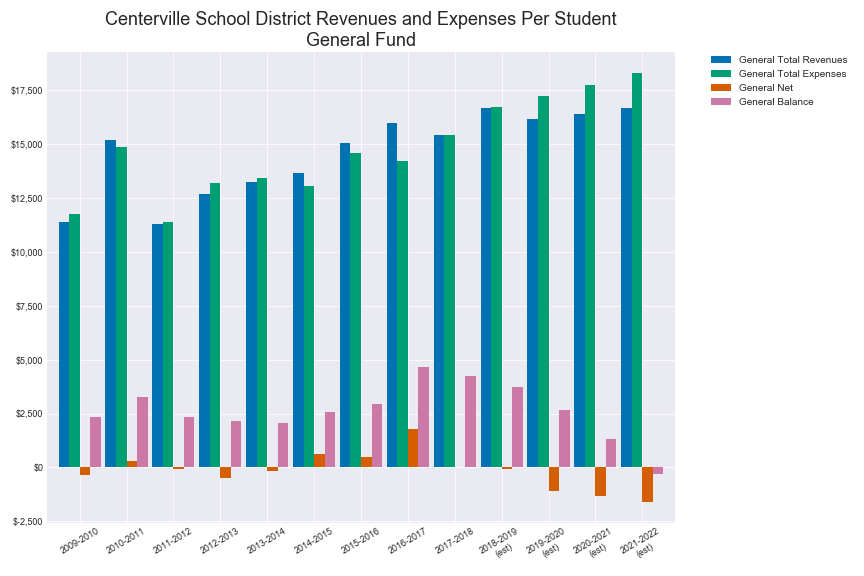 Centerville School District Revenues and Expenses Per Student
General Fund
General Total Revenues
General Total Expenses
General Net
General Balance
$17,500
$15,000
$12,500
$10,000
$7,500
$5,000
$2,500
$0
$-2,500
2009-2010
2010-2011
2011-2012
2012-2013
2013-2014
2014-2015
2015-2016
2016-2017
2017-2018
2018-2019
(est)
2019-2020
(est)
2020-2021
(est)
2021-2022
(est)